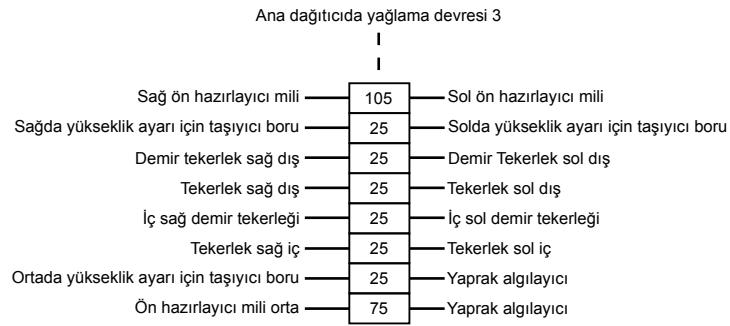 Ana dağıtıcıda yağlama devresi 3
Sağ ön hazırlayıcı mili 105 Sol ön hazırlayıcı mili
Sağda yükseklik ayarı için taşıyıcı boru 25 Solda yükseklik ayarı için taşıyıcı boru
Demir tekerlek sağ dış 25 Demir Tekerlek sol dış
Tekerlek sağ dış 25 Tekerlek sol dış
İç sağ demir tekerleği 25 İç sol demir tekerleği
Tekerlek sağ iç 25 Tekerlek sol iç
Ortada yükseklik ayarı için taşıyıcı boru 25 Yaprak algılayıcı
Ön hazırlayıcı mili orta 75 Yaprak algılayıcı